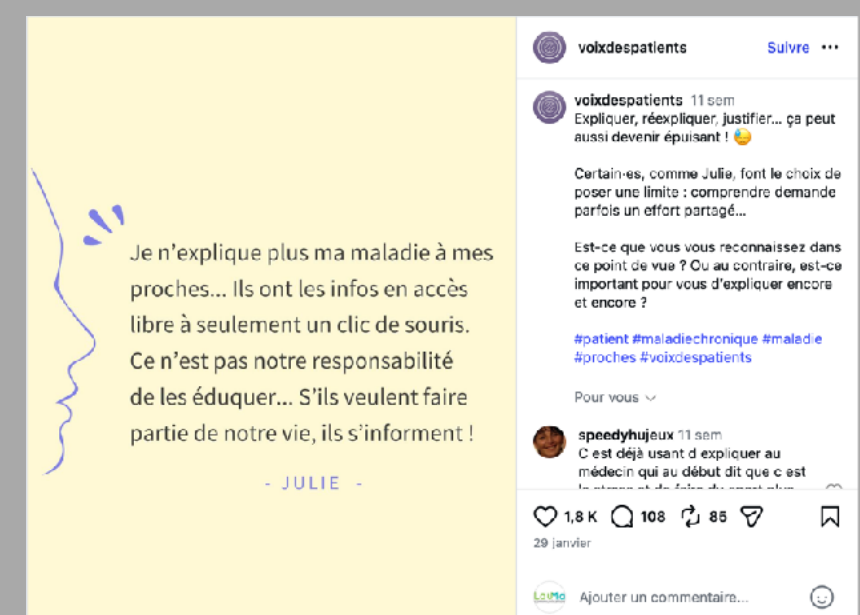 Je n’explique plus ma maladie à mes
proches... Ils ont les infos en accès
libre à seulement un clic de souris.
Ce n’est pas notre responsabilité
de les éduquer... S’ils veulent faire
partie de notre vie, ils s’informent !
- JULIE -
voixdespatients Suivre •••
voixdespatients 11 sem
Expliquer, réexpliquer, justifier... ça peut
aussi devenir épuisant ! 😓
Certain·es, comme Julie, font le choix de
poser une limite : comprendre demande
parfois un effort partagé...
Est-ce que vous vous reconnaissez dans
ce point de vue ? Ou au contraire, est-ce
important pour vous d'expliquer encore
et encore ?
#patient #maladiechronique #maladie
#proches #voixdespatients
Pour vous
speedyhujeux 11 sem
C est déjà usant d expliquer au
médecin qui au début dit que c est
1,8 K 108 85
29 janvier
LouMo Ajouter un commentaire...